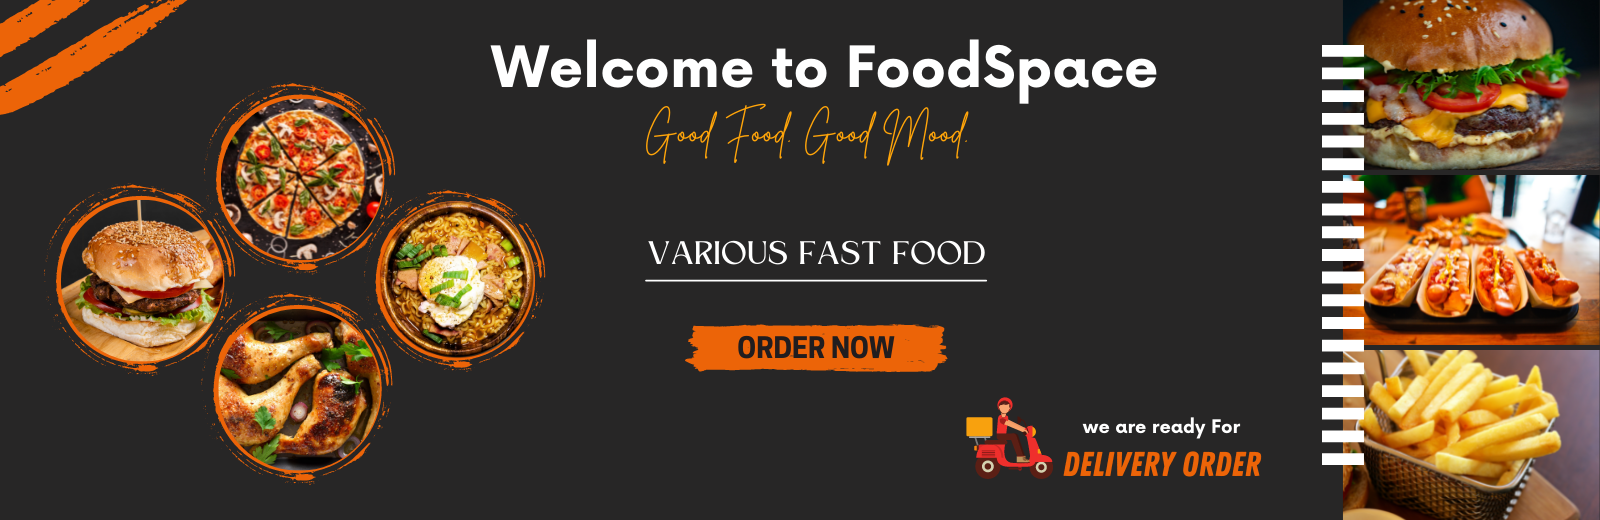 Welcome to FoodSpace
Good Food. Good Mood.
VARIOUS FAST FOOD
ORDER NOW
we are ready For
DELIVERY ORDER